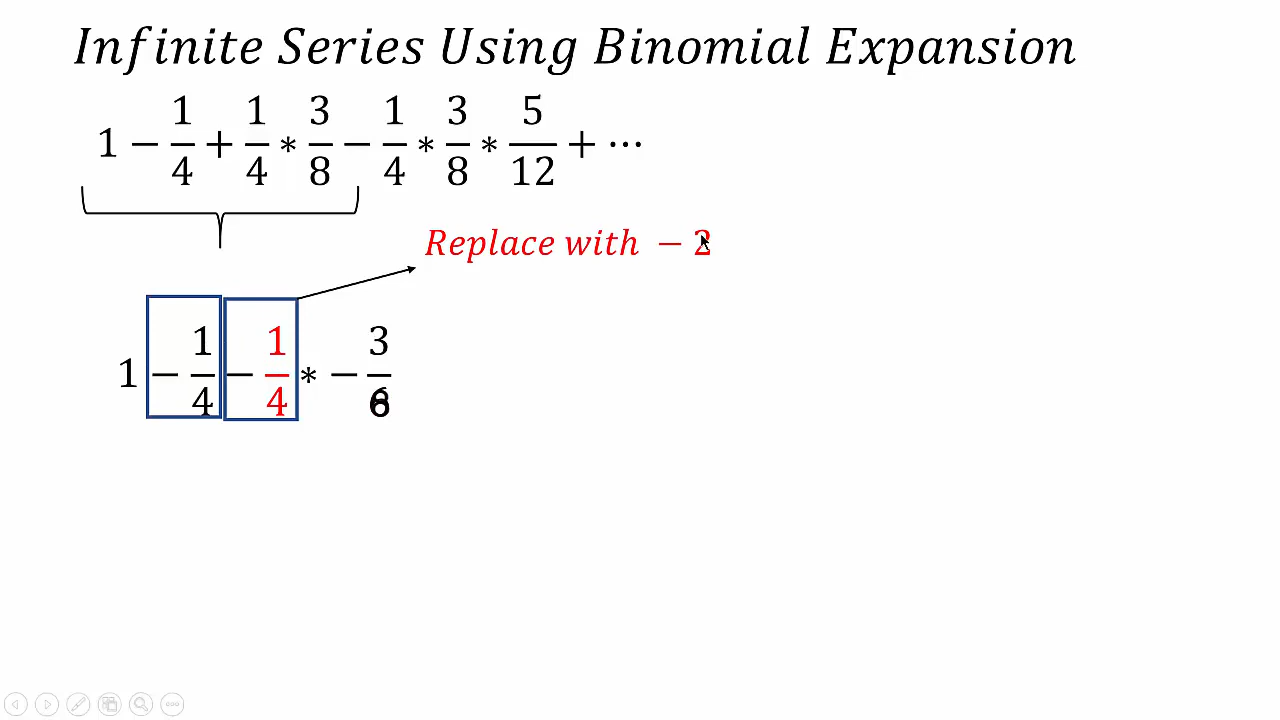 Infinite Series Using Binomial Expansion
1 − 1/4 + 1/4 * 3/8 − 1/4 * 3/8 * 5/12 + ⋯
Replace with −
1 − 1/4 − 1/4 * − 3/